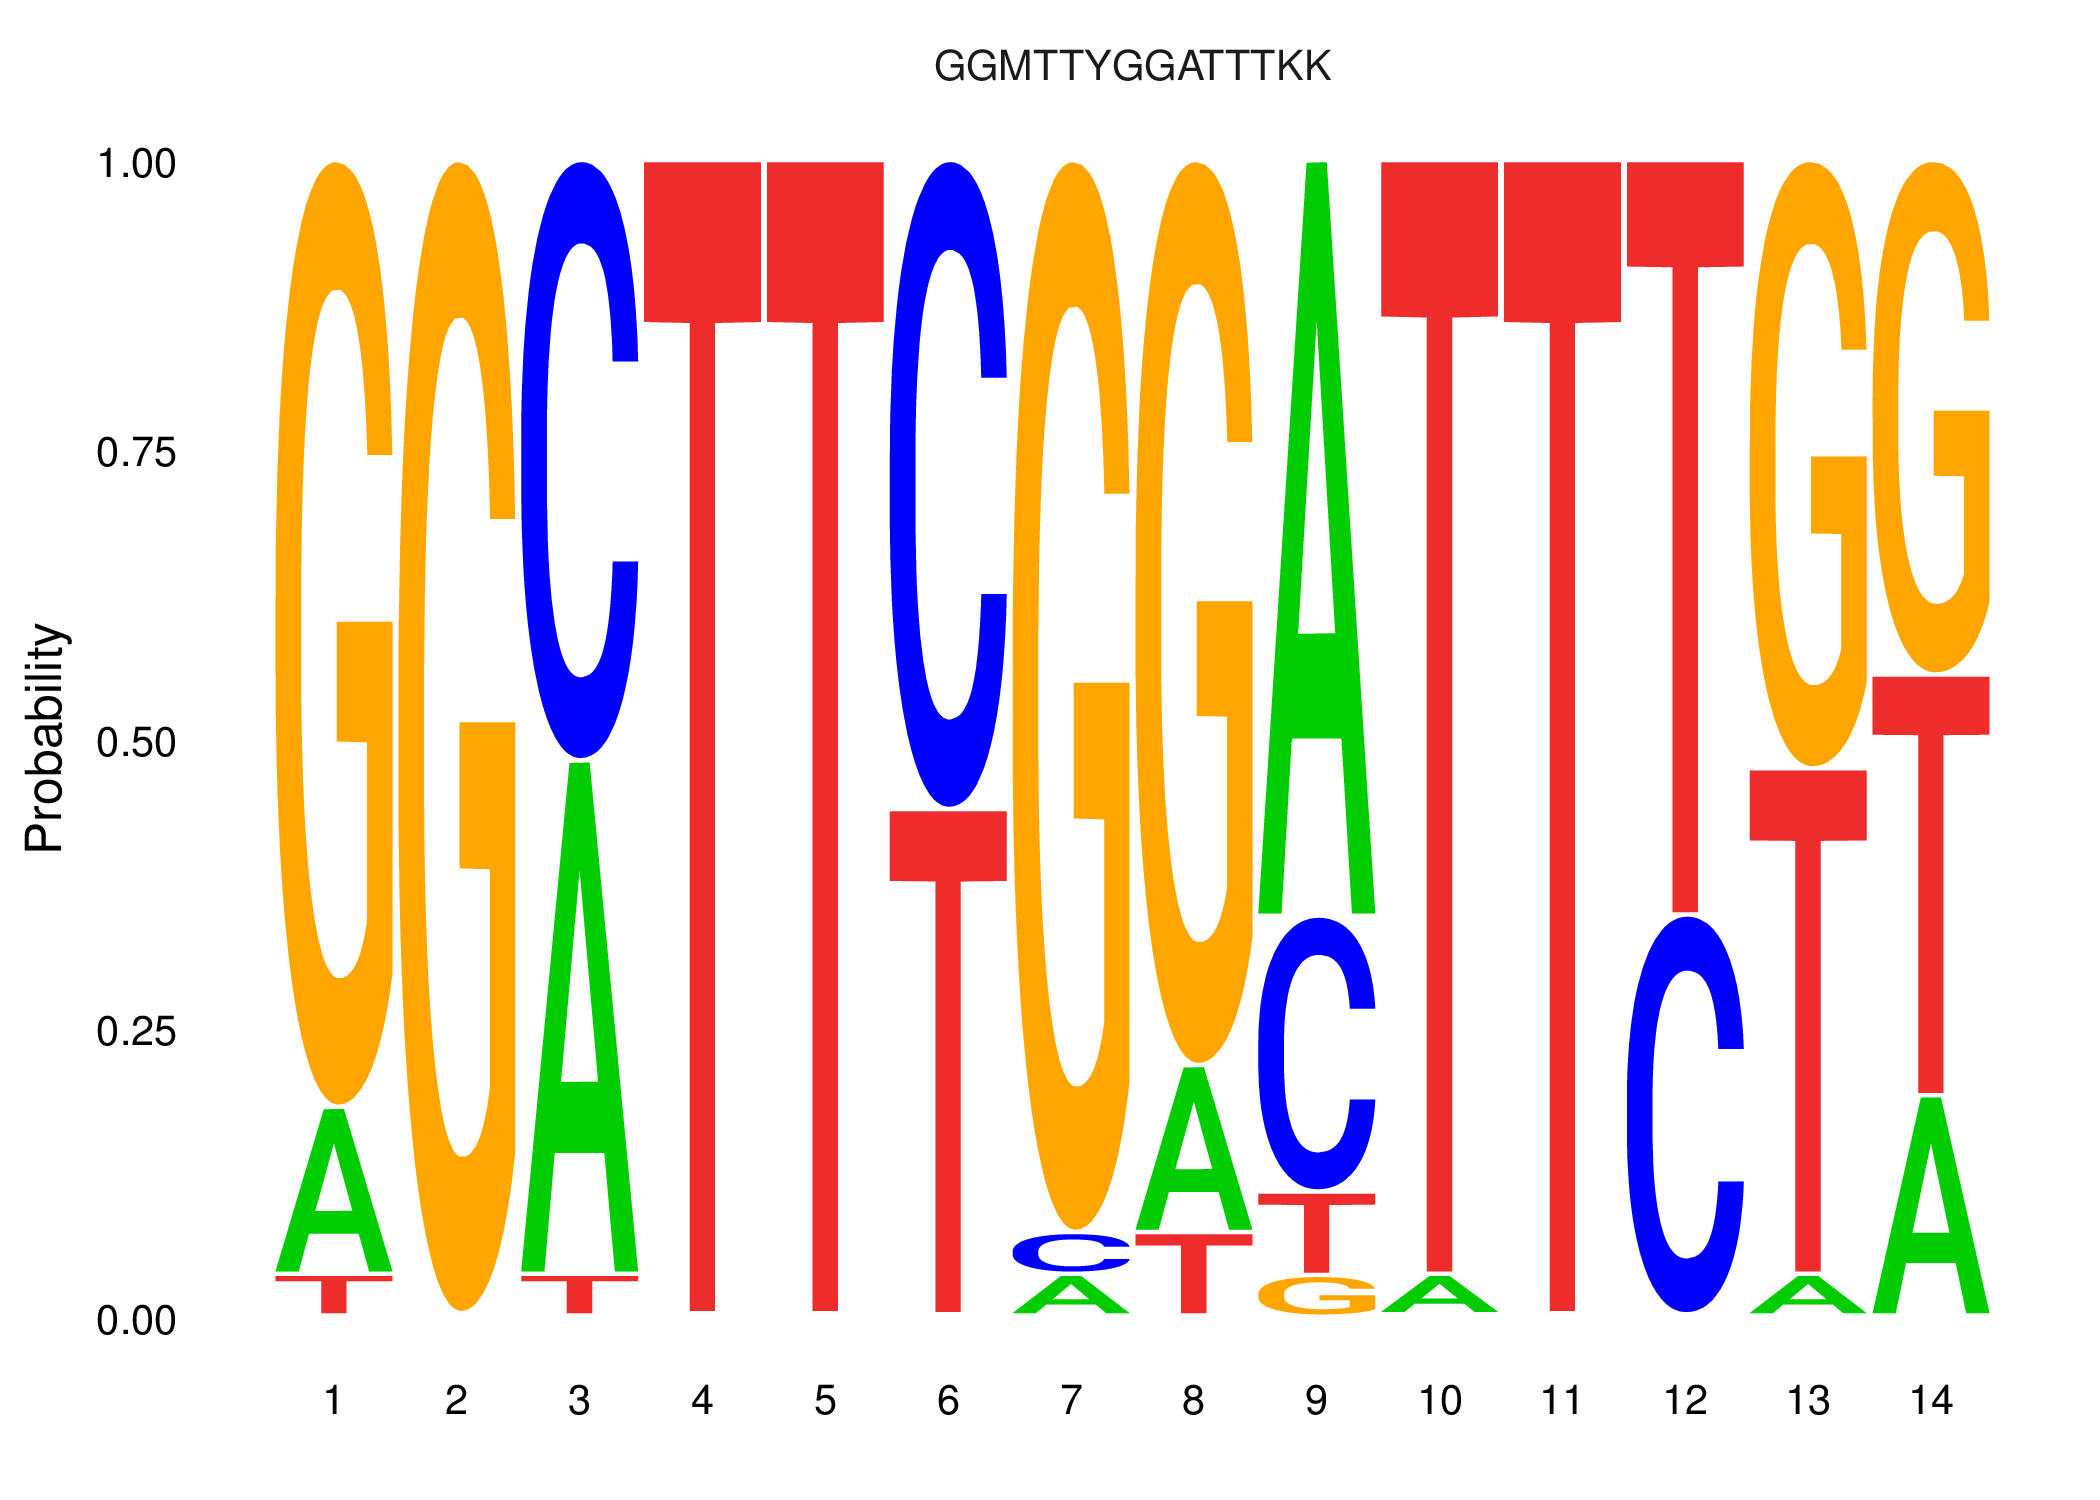 GGMTTYGGATTTKK
1.00
0.75
0.50
0.25
0.00
Probability
G G C T T C G G A T T T G G
A A T C A C A C T T
T T A T T A A A
G
1 2 3 4 5 6 7 8 9 10 11 12 13 14